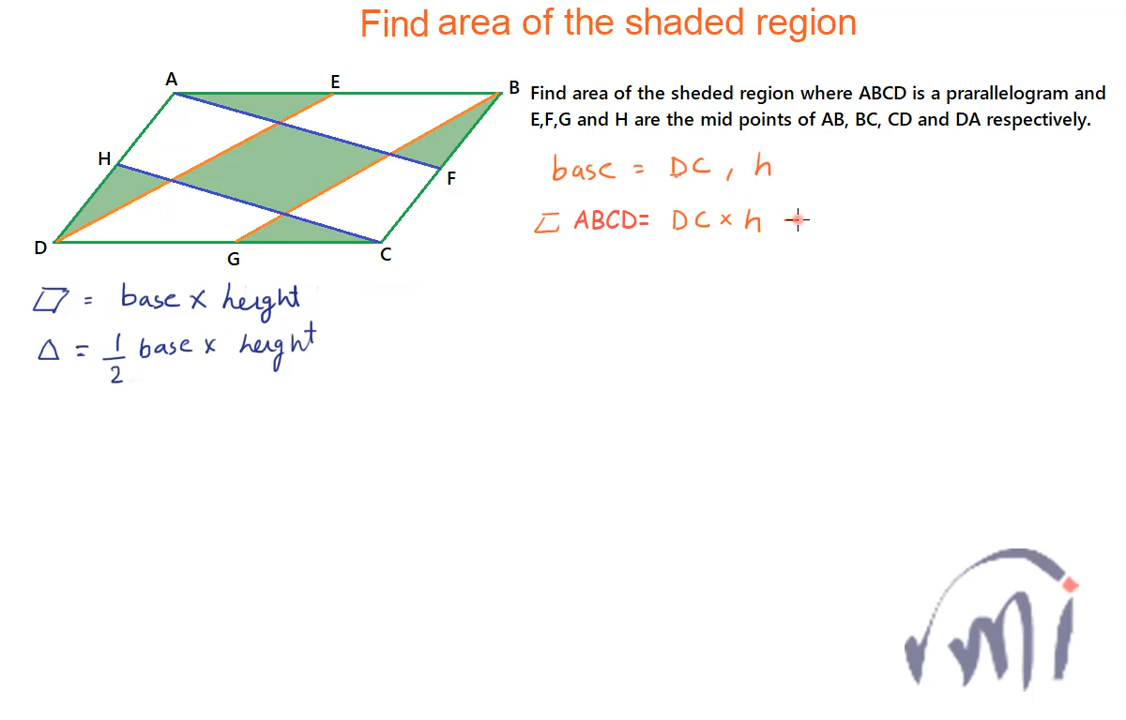 Find area of the shaded region
A
E
B
Find area of the sheded region where ABCD is a prarallelogram and
E,F,G and H are the mid points of AB, BC, CD and DA respectively.
H
F
base = DC, h
ABCD= DC × h
D
G
C
▱ = base × height
Δ = 1/2 base × height
vmi